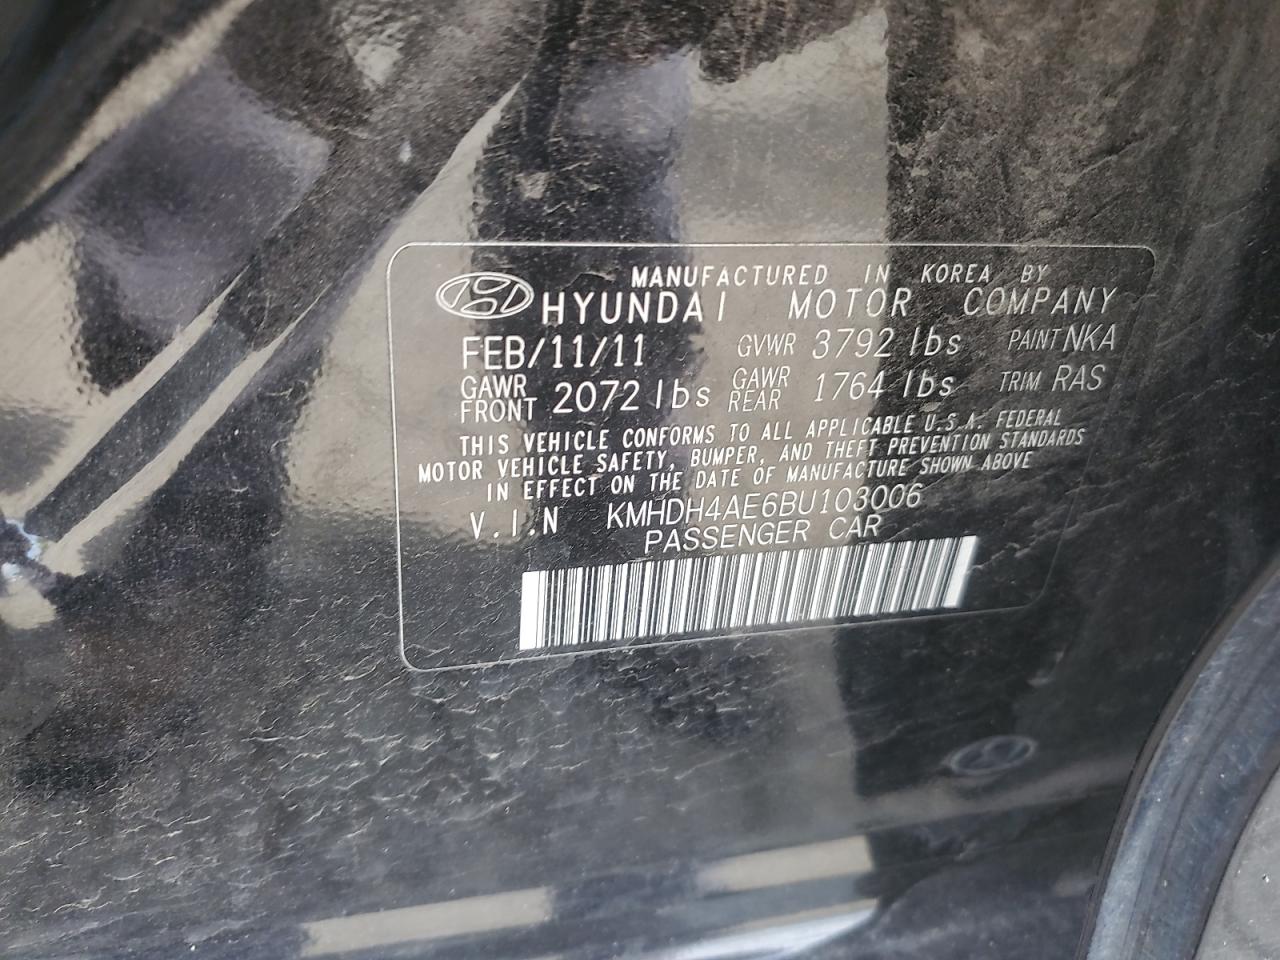 MANUFACTURED IN KOREA BY
HYUNDAI MOTOR COMPANY
FEB/11/11 GVWR 3792 lbs PAINT NKA
GAWR FRONT 2072 lbs GAWR REAR 1764 lbs TRIM RAS
THIS VEHICLE CONFORMS TO ALL APPLICABLE U.S.A. FEDERAL
MOTOR VEHICLE SAFETY, BUMPER, AND THEFT PREVENTION STANDARDS
IN EFFECT ON THE DATE OF MANUFACTURE SHOWN ABOVE
V.I.N KMHDH4AE6BU103006
PASSENGER CAR